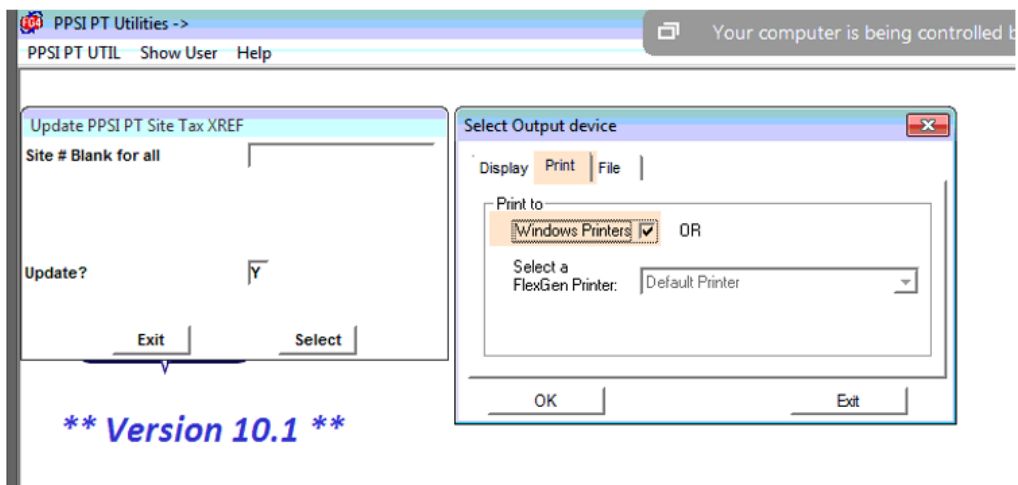 FG4 PPSI PT Utilities ->
Your computer is being controlled b
PPSI PT UTIL Show User Help
Update PPSI PT Site Tax XREF
Site # Blank for all
Update? Y
Exit Select
Select Output device
Display Print File
Print to
Windows Printers OR
Select a
FlexGen Printer: Default Printer
OK Exit
** Version 10.1 **